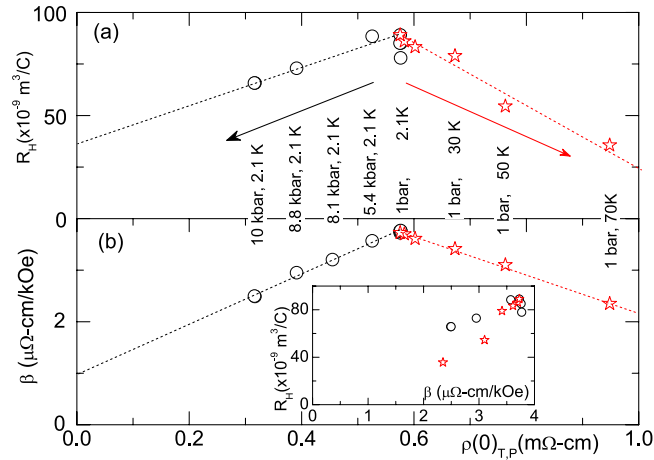 (a)
100
50
0
R_H(x10^-9 m^3/C)
10 kbar, 2.1 K
8.8 kbar, 2.1 K
8.1 kbar, 2.1 K
5.4 kbar, 2.1 K
1bar, 2.1K
1 bar, 30 K
1 bar, 50 K
1 bar, 70K
(b)
2
0
β (μΩ-cm/kOe)
80
40
0
R_H(x10^-9 m^3/C)
β (μΩ-cm/kOe)
0 1 2 3 4
0.0 0.2 0.4 0.6 0.8 1.0
ρ(0)_T,P(mΩ-cm)